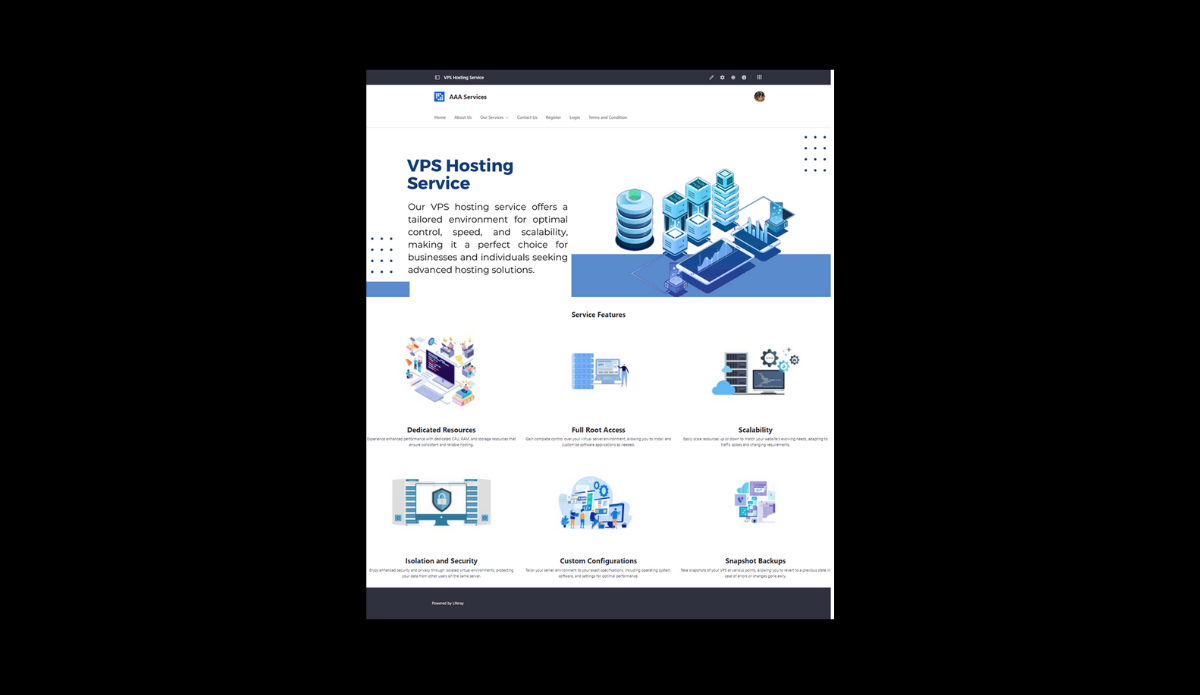 VPS Hosting Service
AAA Services
Home About Us Our Services Contact Us Register Login Terms and Condition
VPS Hosting
Service
Our VPS hosting service offers a
tailored environment for optimal
control, speed, and scalability,
making it a perfect choice for
businesses and individuals seeking
advanced hosting solutions.
Service Features
Dedicated Resources Full Root Access Scalability
Experience enhanced performance with dedicated CPU, RAM, and storage resources that
ensure consistent and reliable hosting.
Gain complete control over your virtual server environment, allowing you to install and
customize software applications as needed.
Easily scale resources up or down to match your website's evolving needs, adapting to
traffic spikes and changing requirements.
Isolation and Security Custom Configurations Snapshot Backups
Enjoy enhanced security and privacy through isolated virtual environments, protecting
your data from other users on the same server.
Tailor your server environment to your exact specifications, including operating system,
software, and settings for optimal performance.
Take snapshots of your VPS at various points, allowing you to revert to a previous state in
case of errors or changes gone awry.
Powered by Liferay